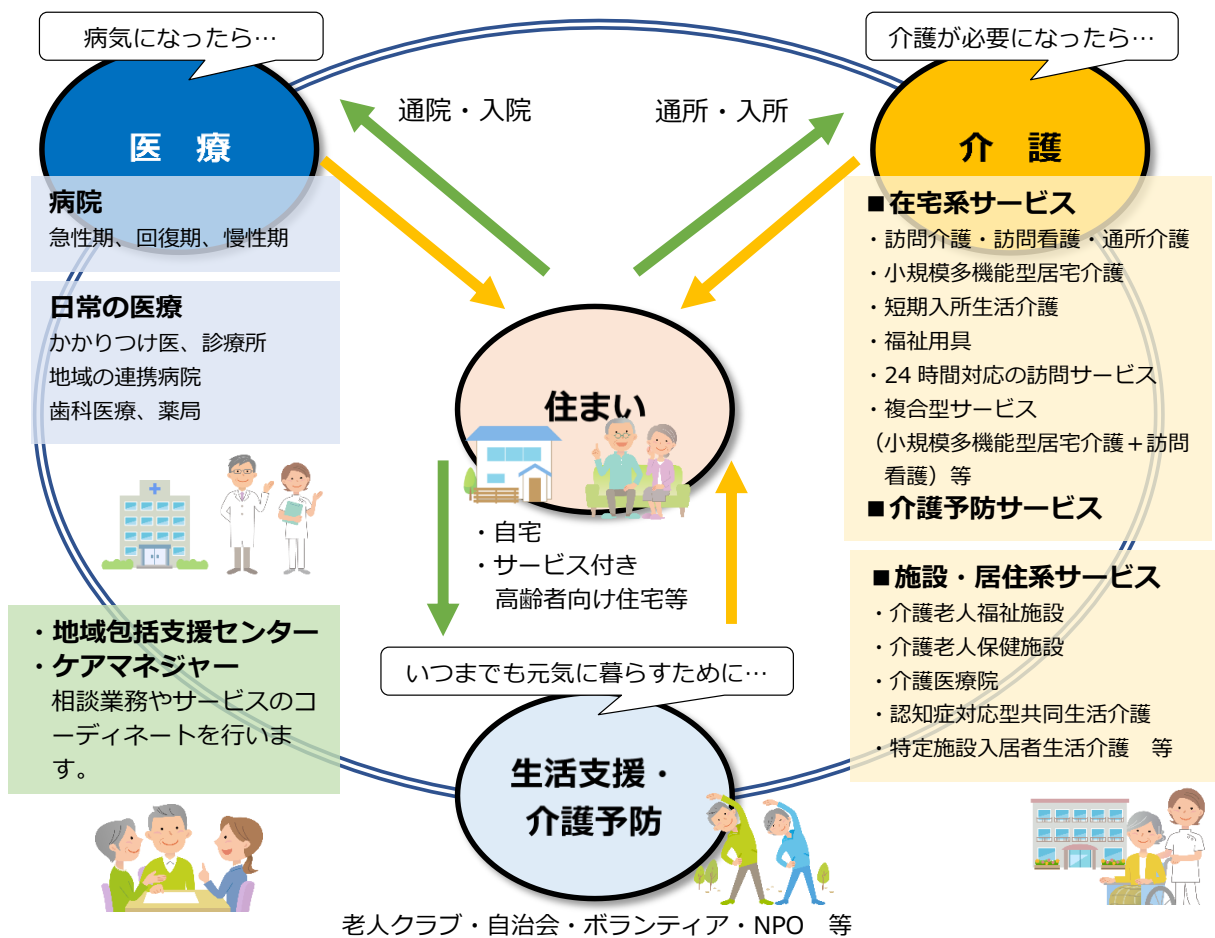 病気になったら…
介護が必要になったら…
医　療
通院・入院
通所・入所
介　護
病院
急性期、回復期、慢性期
日常の医療
かかりつけ医、診療所
地域の連携病院
歯科医療、薬局
■在宅系サービス
・訪問介護・訪問看護・通所介護
・小規模多機能型居宅介護
・短期入所生活介護
・福祉用具
・24 時間対応の訪問サービス
・複合型サービス
（小規模多機能型居宅介護＋訪問
看護）等
■介護予防サービス
住まい
・自宅
・サービス付き
高齢者向け住宅等
■施設・居住系サービス
・介護老人福祉施設
・介護老人保健施設
・介護医療院
・認知症対応型共同生活介護
・特定施設入居者生活介護　等
・地域包括支援センター
・ケアマネジャー
相談業務やサービスのコ
ーディネートを行いま
す。
いつまでも元気に暮らすために…
生活支援・
介護予防
老人クラブ・自治会・ボランティア・NPO　等